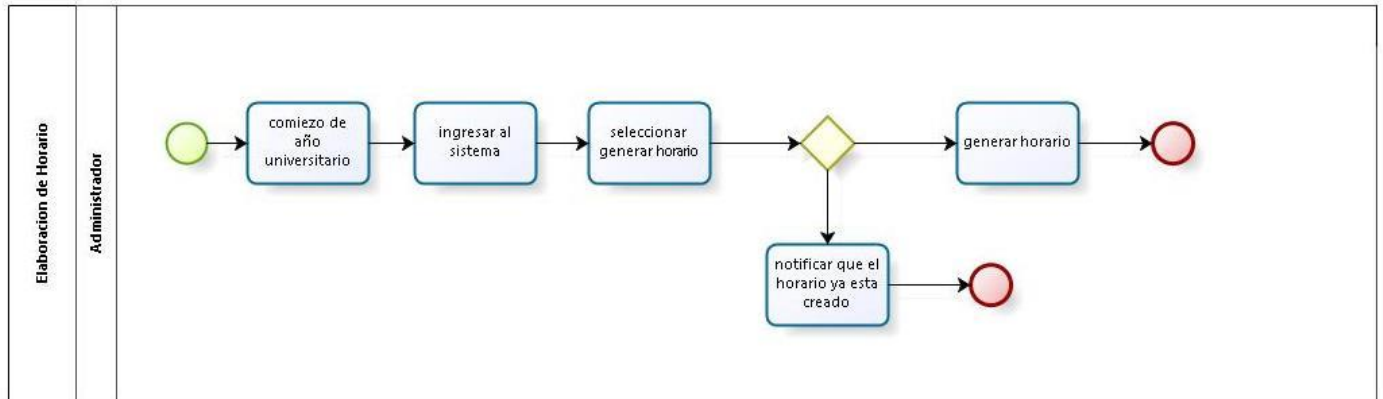 Elaboracion de Horario
Administrador
comiezo de
año
universitario
ingresar al
sistema
seleccionar
generar horario
generar horario
notificar que el
horario ya esta
creado